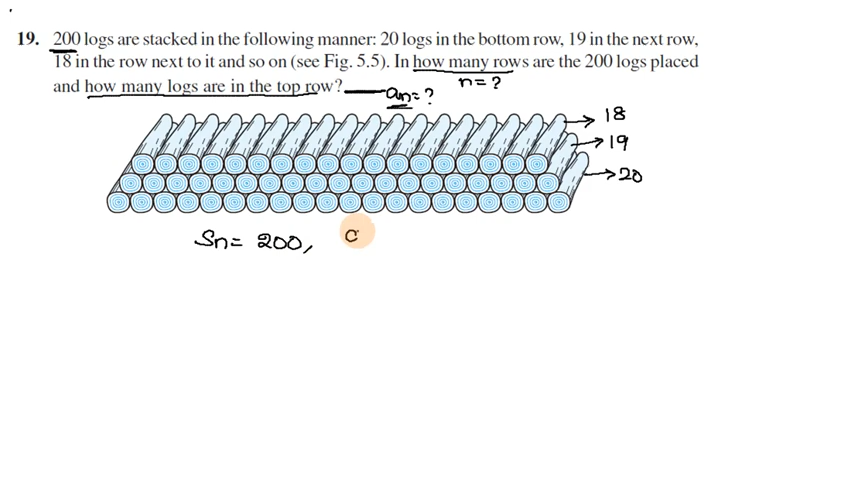 19. 200 logs are stacked in the following manner: 20 logs in the bottom row, 19 in the next row,
18 in the row next to it and so on (see Fig. 5.5). In how many rows are the 200 logs placed
and how many logs are in the top row? an=? n=?
18
19
20
Sn= 200,